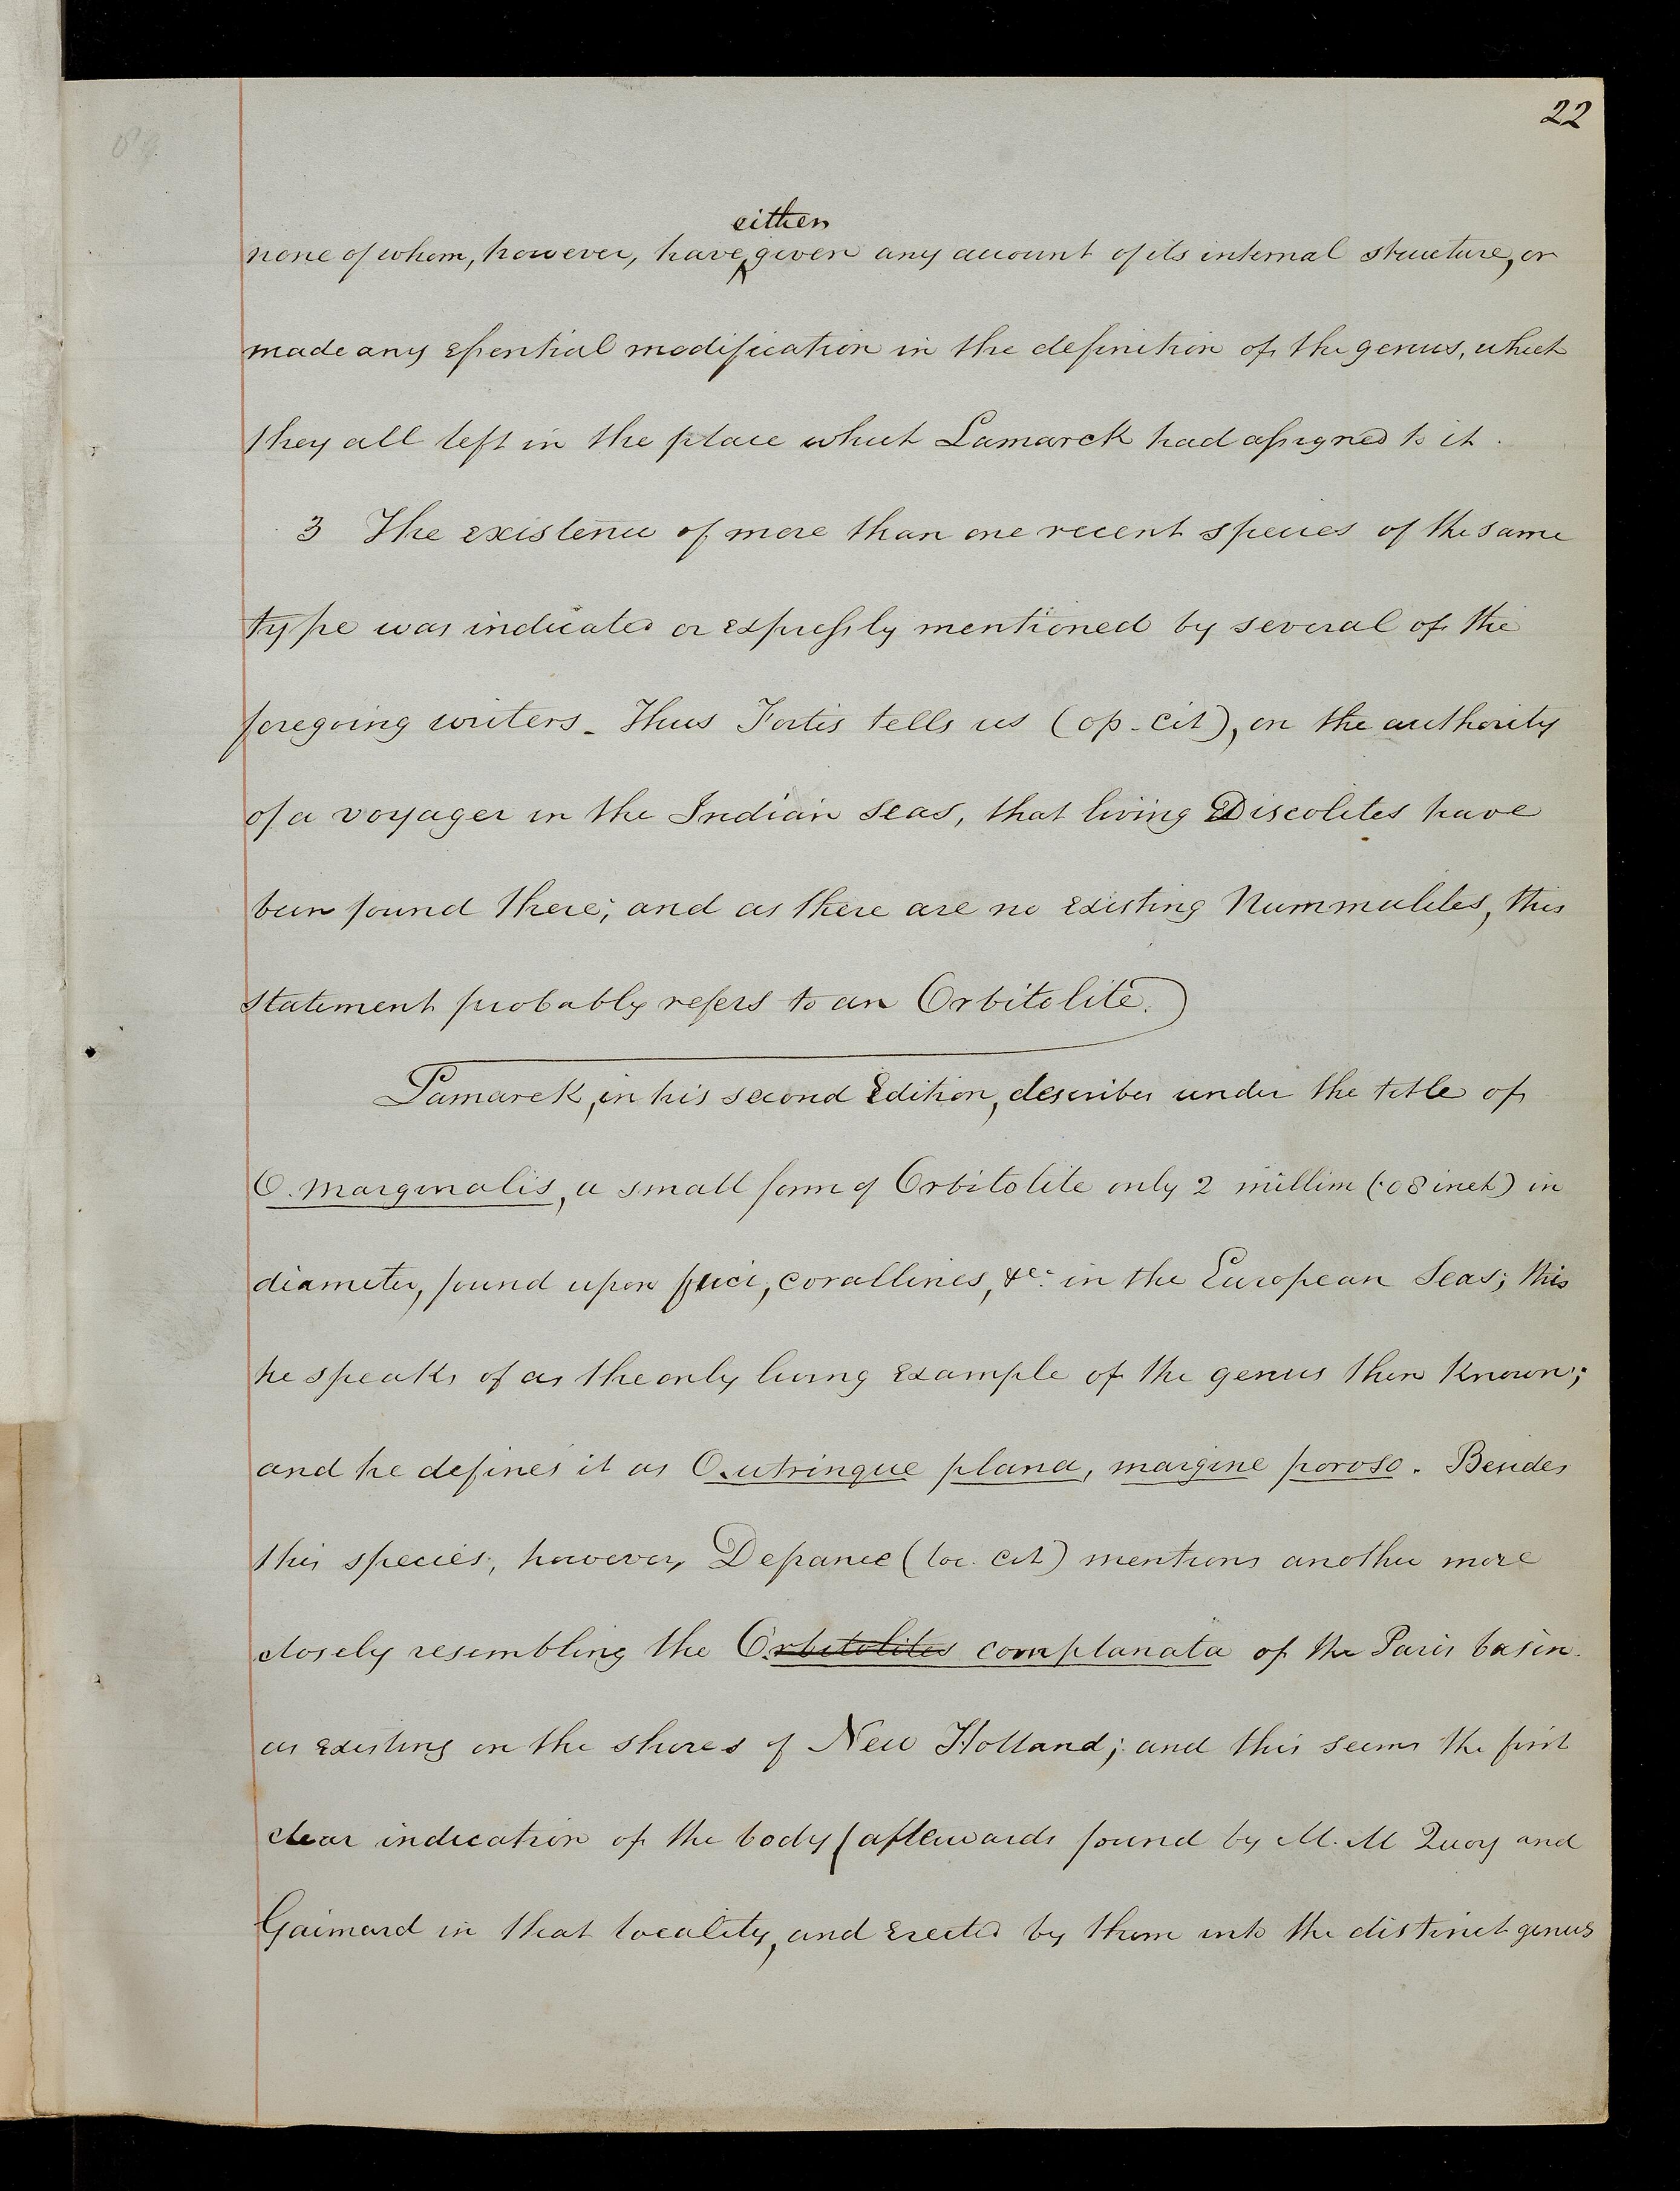 22
none of whom, however, have either given any account of its internal structure, or
made any essential modification in the definition of the genus, which
they all left in the place which Lamarck had assigned to it.
3 The existence of more than one recent species of the same
type was indicated or expressly mentioned by several of the
foregoing writers. Thus Fortis tells us (op. cit), on the authority
of a voyager in the Indian Seas, that living Discolites have
been found there; and as there are no existing Nummulites, this
statement probably refers to an Orbitolite.
Lamarck, in his second Edition, describes under the title of
O. marginalis, a small form of Orbitolite only 2 millim (·08 inch) in
diameter, found upon fuci, corallines, &c. in the European Seas; this
he speaks of as the only living example of the genus then known;
and he defines it as O. utrinque plana, margine poroso. Besides
this species, however, Defrance (loc. cit) mentions another more
closely resembling the O. rbitolites complanata of the Paris basin.
as existing on the shores of New Holland; and this seems the first
clear indication of the body (afterwards found by M. M Quoy and
Gaimard in that locality, and erected by them into the distinct genus